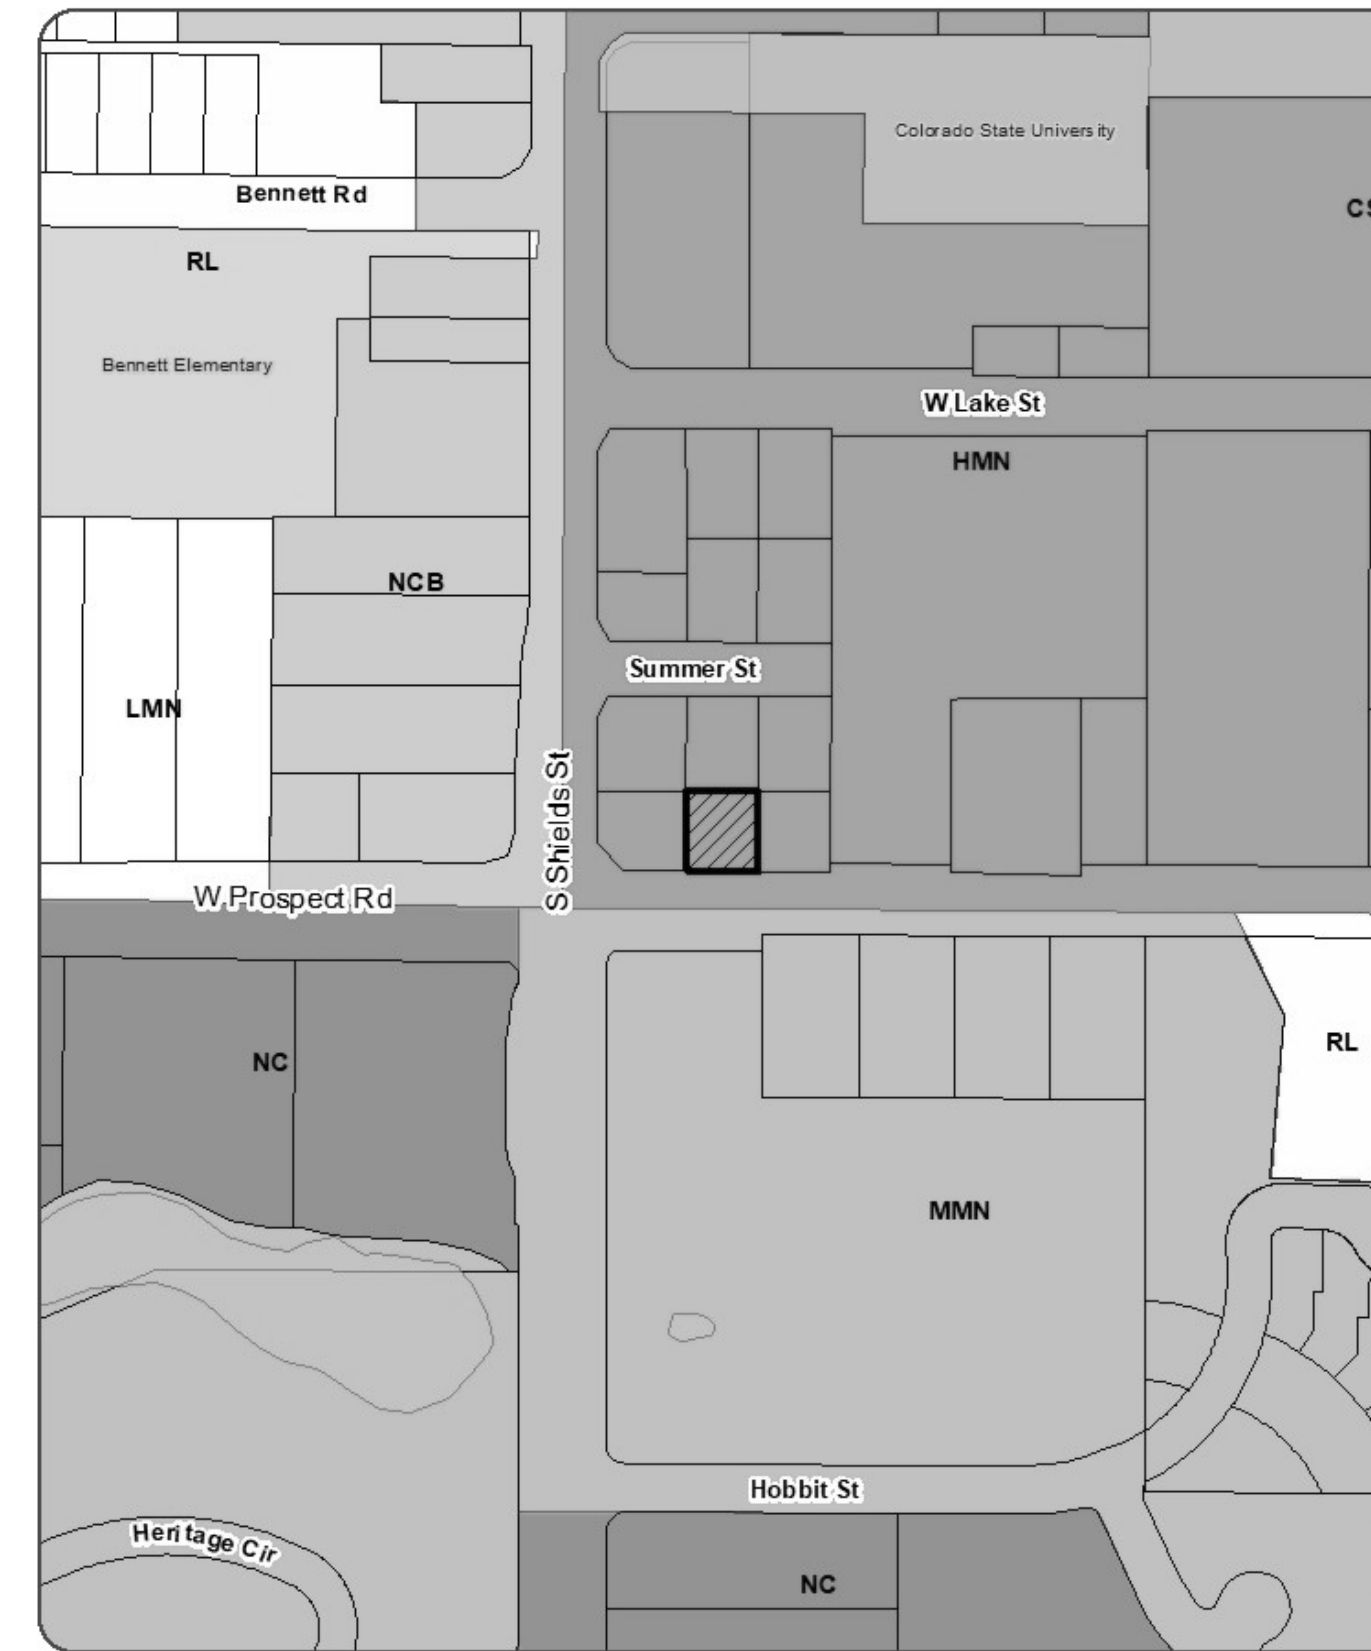 Colorado State University
Bennett Rd
CS
RL
Bennett Elementary
W Lake St
HMN
NCB
Summer St
LMN
S Shields St
W Prospect Rd
NC
RL
MMN
Hobbit St
Heritage Cir
NC